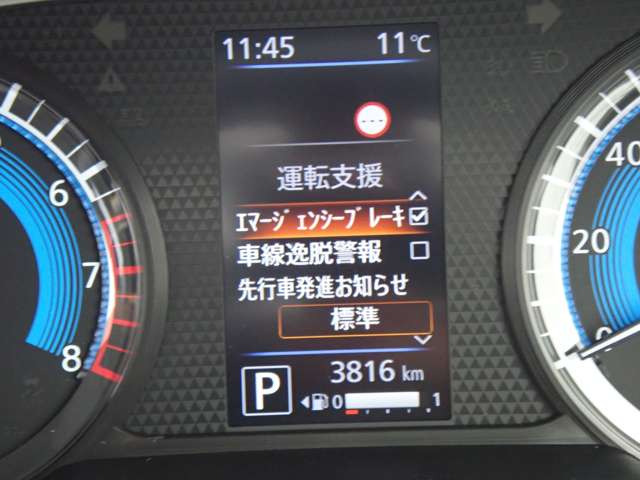 11:45 11℃
---
運転支援
ｴﾏｰｼﾞｪﾝｼｰﾌﾞﾚｰｷ
車線逸脱警報
先行車発進お知らせ
標準
3816 km
P
0 1
6
7
8
40
20
0